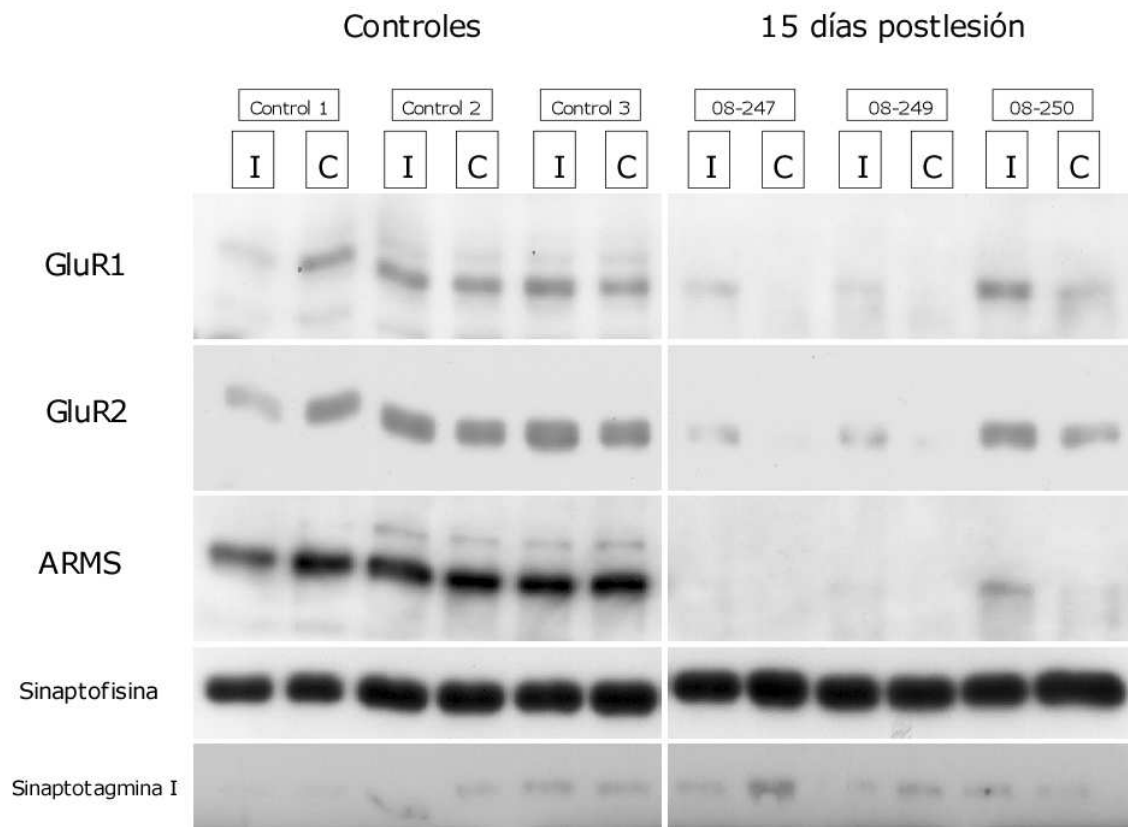 Controles 15 días postlesión
Control 1 Control 2 Control 3 08-247 08-249 08-250
I C I C I C I C I C I C
GluR1
GluR2
ARMS
Sinaptofisina
Sinaptotagmina I